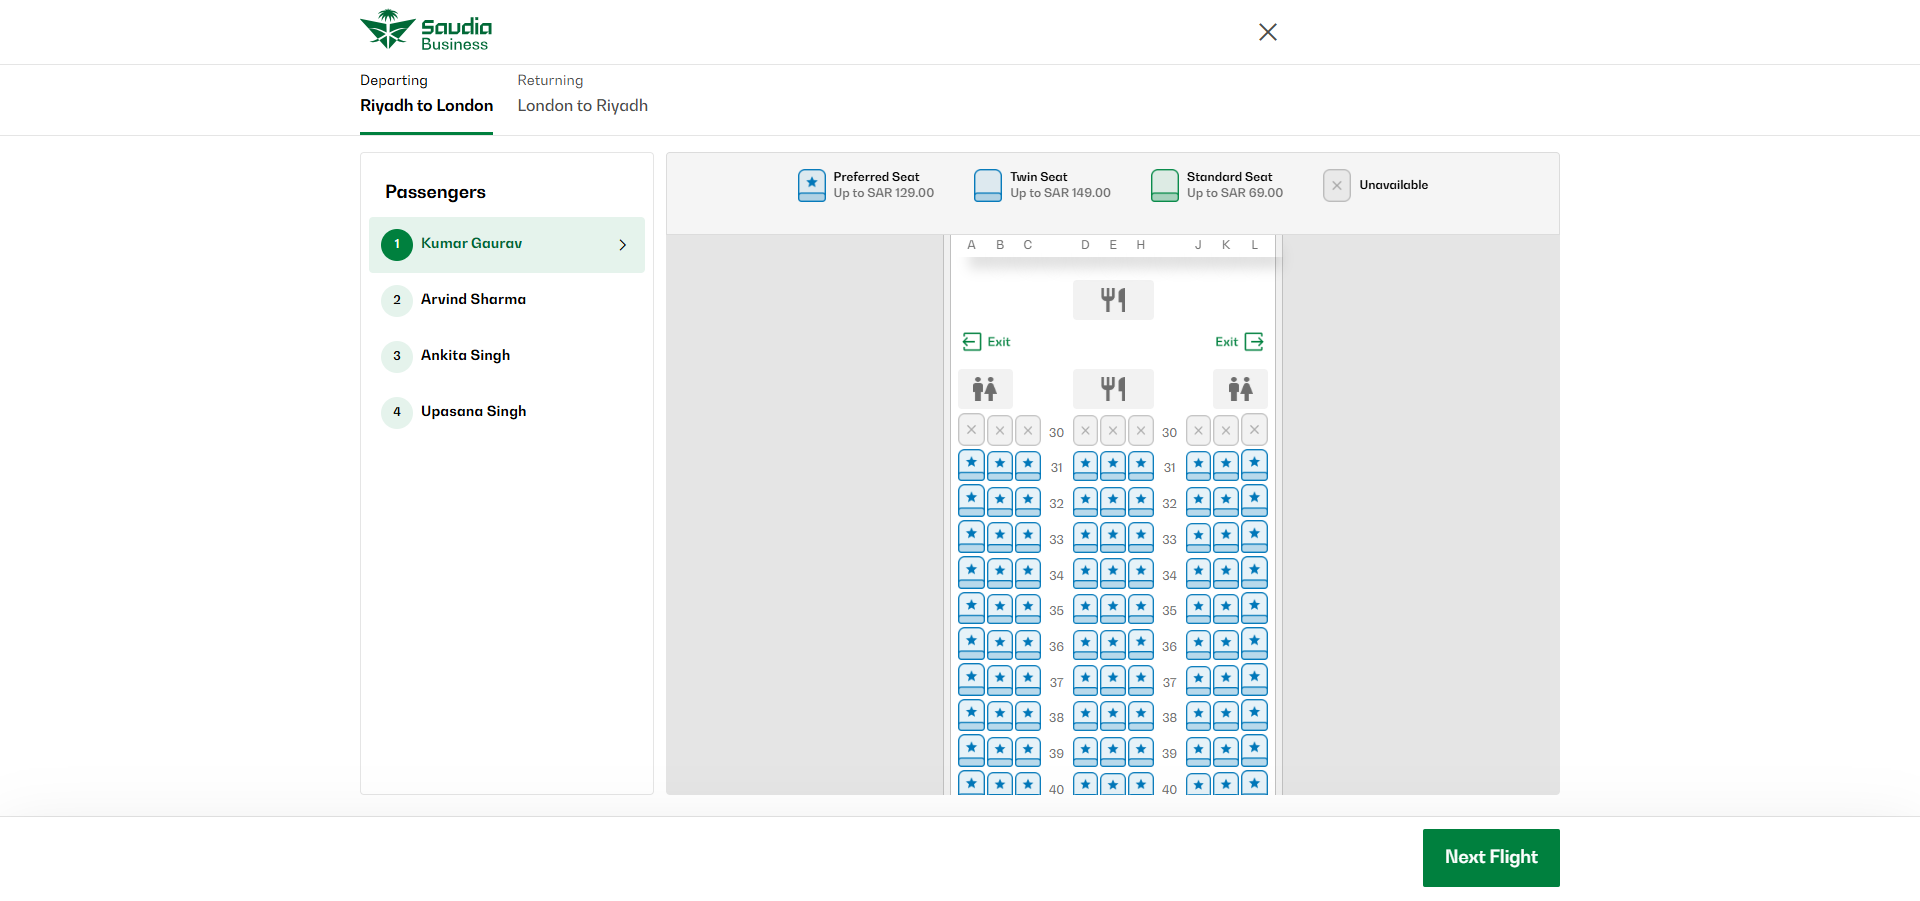 Saudia
Business
Departing
Riyadh to London
Returning
London to Riyadh
Passengers
1 Kumar Gaurav
2 Arvind Sharma
3 Ankita Singh
4 Upasana Singh
Preferred Seat
Up to SAR 129.00
Twin Seat
Up to SAR 149.00
Standard Seat
Up to SAR 69.00
Unavailable
A B C D E H J K L
Exit Exit
30 30
31 31
32 32
33 33
34 34
35 35
36 36
37 37
38 38
39 39
40 40
Next Flight